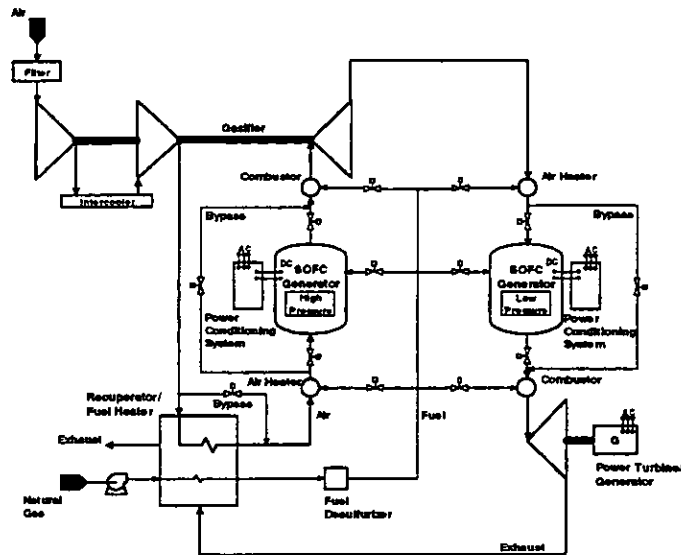 Air
Filter
Gasifier
Intercooler
Combustor
Air Heater
Bypass
Bypass
AC
DC
SOFC
Generator
High
Pressure
Power
Conditioning
System
SOFC
Generator
Low
Pressure
DC
AC
Power
Conditioning
System
Air Heater
Combustor
Recuperator/
Fuel Heater
Bypass
Air
Fuel
Exhaust
AC
G
Power Turbine
Generator
Natural
Gas
Fuel
Desulfurizer
Exhaust